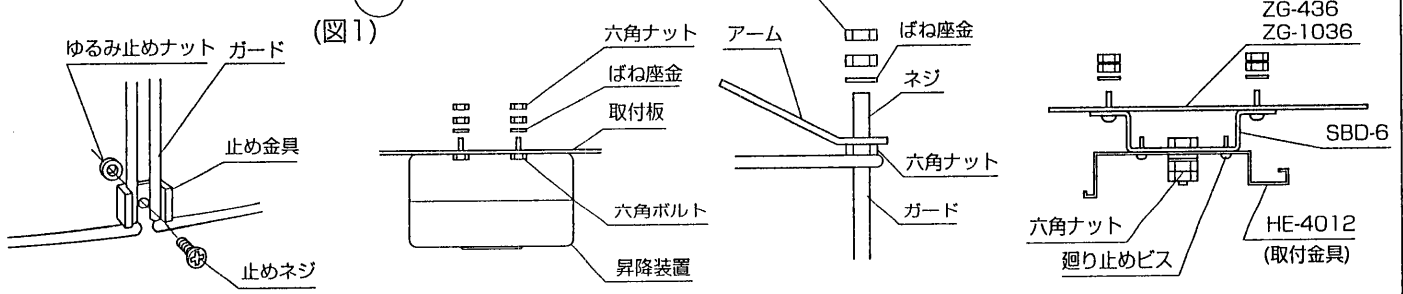 (図1)
ゆるみ止めナット
ガード
止め金具
止めネジ
六角ナット
ばね座金
取付板
六角ボルト
昇降装置
アーム
ばね座金
ネジ
六角ナット
ガード
ZG-436
ZG-1036
SBD-6
六角ナット
廻り止めビス
HE-4012
(取付金具)